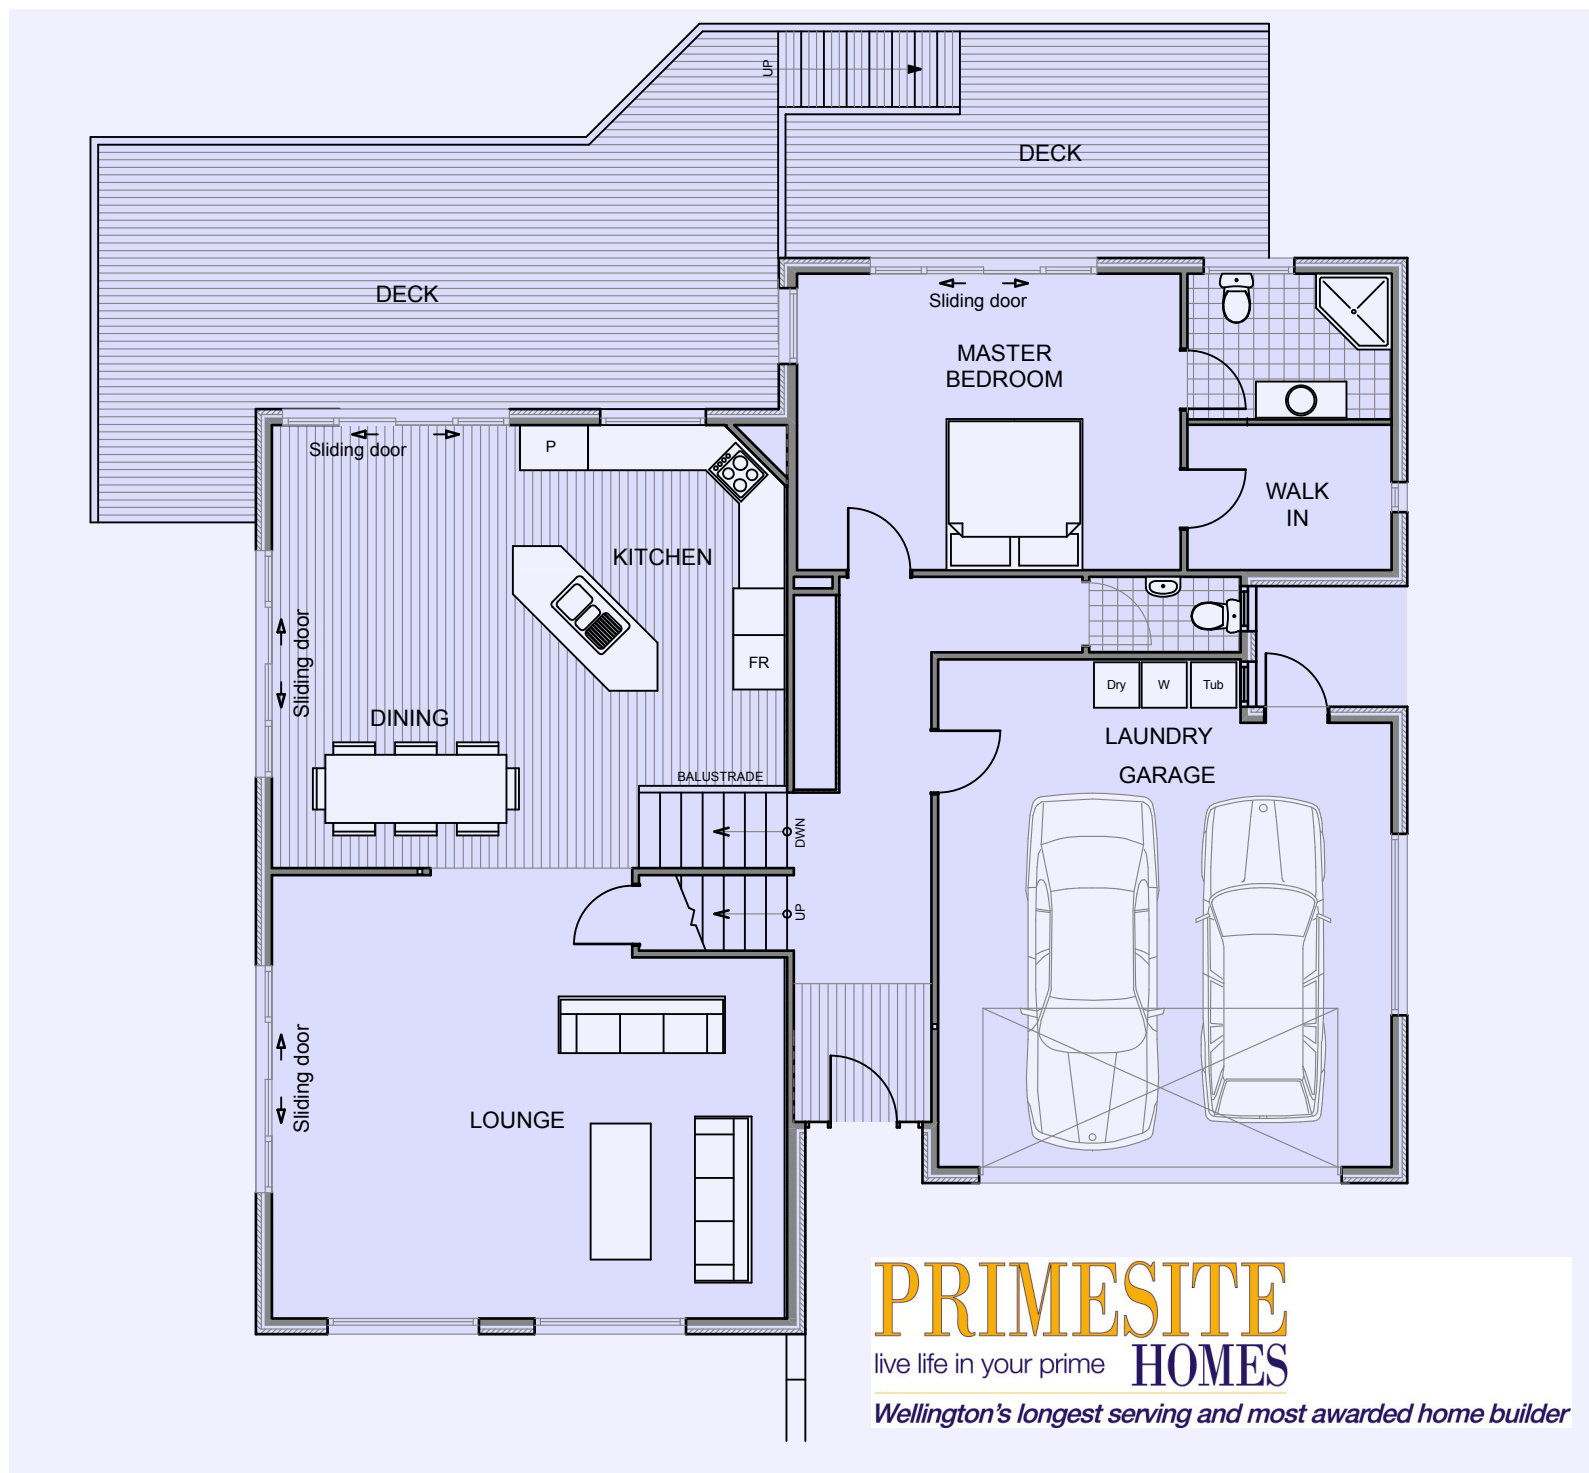 UP
DECK
DECK
Sliding door
MASTER
BEDROOM
Sliding door
P
WALK
IN
KITCHEN
Sliding door
FR
Dry
W
Tub
DINING
LAUNDRY
GARAGE
BALUSTRADE
DWN
UP
Sliding door
LOUNGE
PRIMESITE
live life in your prime HOMES
Wellington's longest serving and most awarded home builder